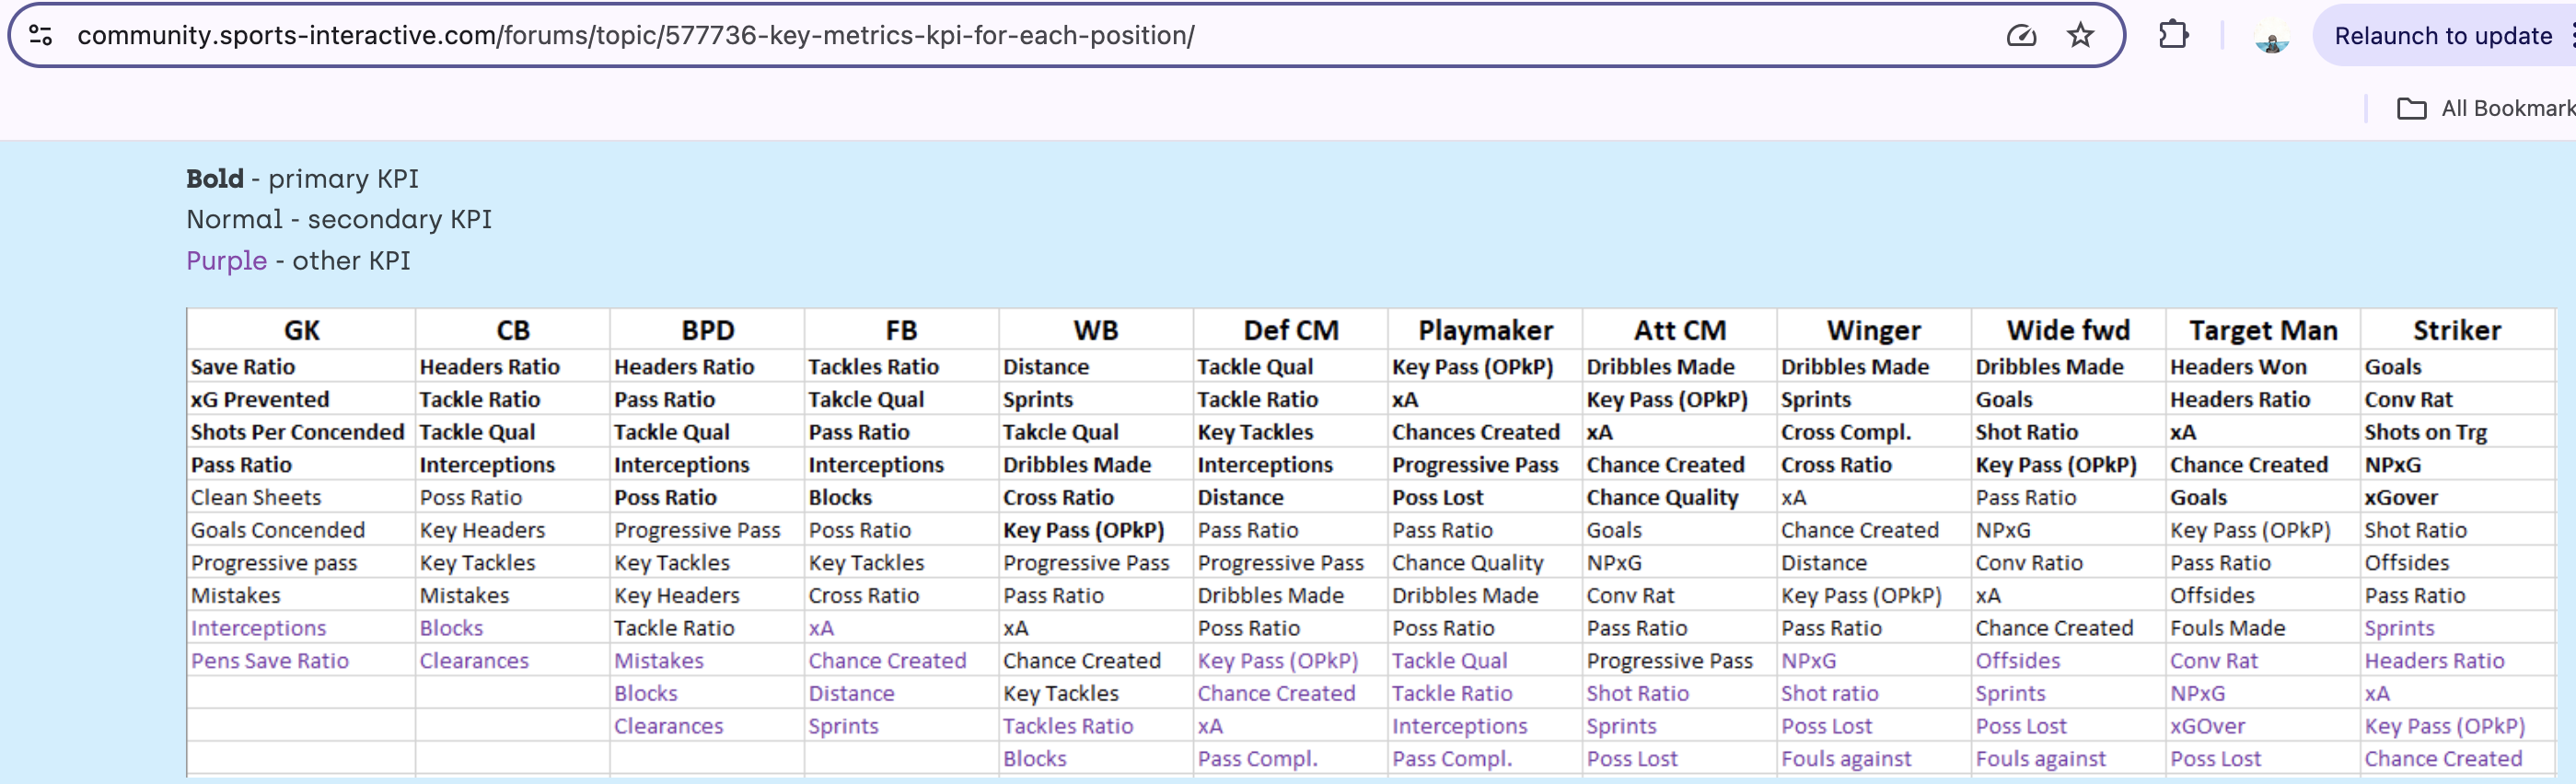 community.sports-interactive.com/forums/topic/577736-key-metrics-kpi-for-each-position/
Relaunch to update
All Bookmark
Bold - primary KPI
Normal - secondary KPI
Purple - other KPI
GK CB BPD FB WB Def CM Playmaker Att CM Winger Wide fwd Target Man Striker
Save Ratio Headers Ratio Headers Ratio Tackles Ratio Distance Tackle Qual Key Pass (OPkP) Dribbles Made Dribbles Made Dribbles Made Headers Won Goals
xG Prevented Tackle Ratio Pass Ratio Takcle Qual Sprints Tackle Ratio xA Key Pass (OPkP) Sprints Goals Headers Ratio Conv Rat
Shots Per Concended Tackle Qual Tackle Qual Pass Ratio Takcle Qual Key Tackles Chances Created xA Cross Compl. Shot Ratio xA Shots on Trg
Pass Ratio Interceptions Interceptions Interceptions Dribbles Made Interceptions Progressive Pass Chance Created Cross Ratio Key Pass (OPkP) Chance Created NPxG
Clean Sheets Poss Ratio Poss Ratio Blocks Cross Ratio Distance Poss Lost Chance Quality xA Pass Ratio Goals xGover
Goals Concended Key Headers Progressive Pass Poss Ratio Key Pass (OPkP) Pass Ratio Pass Ratio Goals Chance Created NPxG Key Pass (OPkP) Shot Ratio
Progressive pass Key Tackles Key Tackles Key Tackles Progressive Pass Progressive Pass Chance Quality NPxG Distance Conv Ratio Pass Ratio Offsides
Mistakes Mistakes Key Headers Cross Ratio Pass Ratio Dribbles Made Dribbles Made Conv Rat Key Pass (OPkP) xA Offsides Pass Ratio
Interceptions Blocks Tackle Ratio xA xA Poss Ratio Poss Ratio Pass Ratio Pass Ratio Chance Created Fouls Made Sprints
Pens Save Ratio Clearances Mistakes Chance Created Chance Created Key Pass (OPkP) Tackle Qual Progressive Pass NPxG Offsides Conv Rat Headers Ratio
Blocks Distance Key Tackles Chance Created Tackle Ratio Shot Ratio Shot ratio Sprints NPxG xA
Clearances Sprints Tackles Ratio xA Interceptions Sprints Poss Lost Poss Lost xGOver Key Pass (OPkP)
Blocks Pass Compl. Pass Compl. Poss Lost Fouls against Fouls against Poss Lost Chance Created